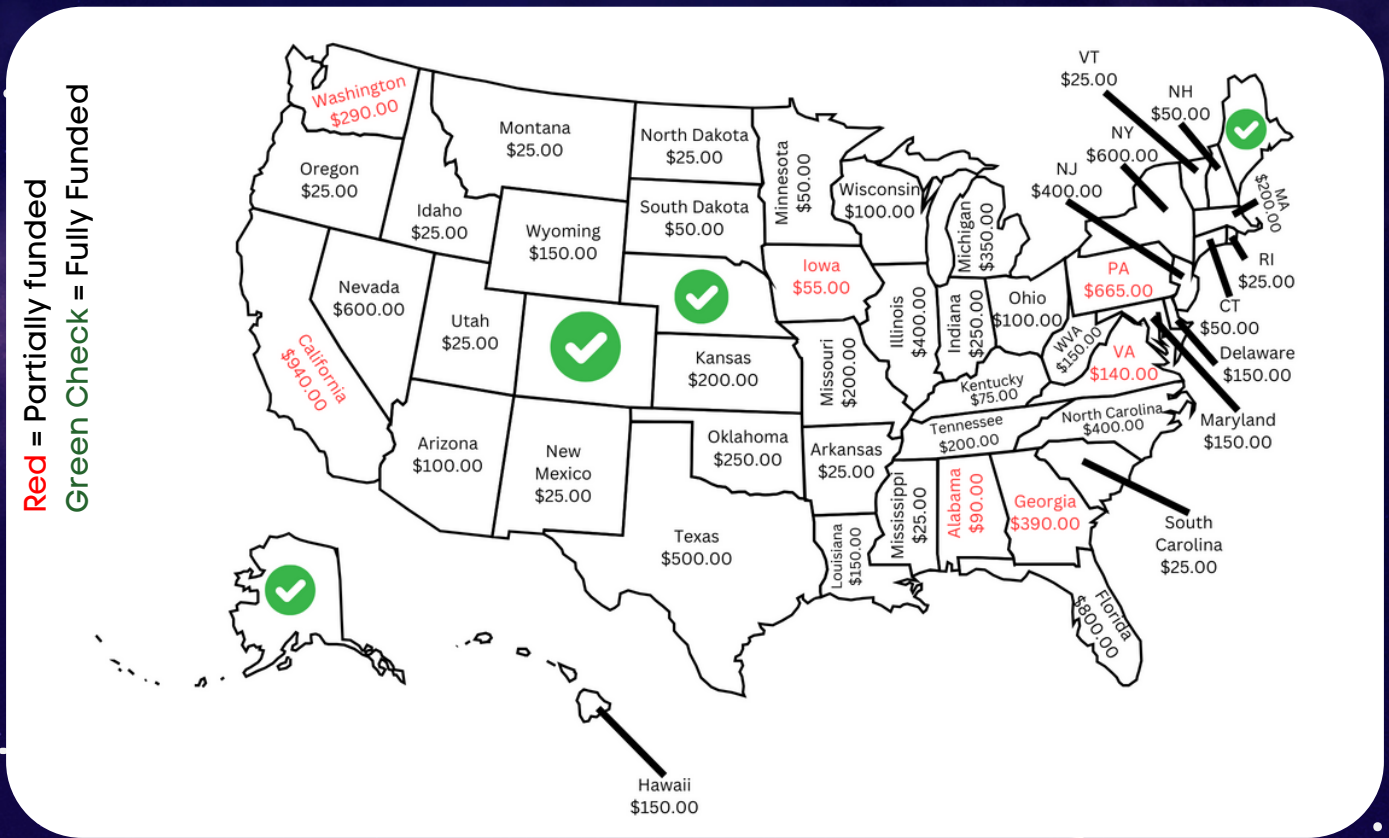 Red = Partially funded
Green Check = Fully Funded
Washington
$290.00
Oregon
$25.00
California
$940.00
Nevada
$600.00
Idaho
$25.00
Montana
$25.00
Wyoming
$150.00
Utah
$25.00
Arizona
$100.00
New
Mexico
$25.00
North Dakota
$25.00
South Dakota
$50.00
Kansas
$200.00
Oklahoma
$250.00
Texas
$500.00
Minnesota
$50.00
Iowa
$55.00
Missouri
$200.00
Arkansas
$25.00
Louisiana
$150.00
Wisconsin
$100.00
Illinois
$400.00
Michigan
$350.00
Indiana
$250.00
Ohio
$100.00
Kentucky
$75.00
Tennessee
$200.00
Mississippi
$25.00
Alabama
$90.00
Georgia
$390.00
Florida
$800.00
South
Carolina
$25.00
North Carolina
$400.00
WVA
$150.00
VA
$140.00
PA
$665.00
VT
$25.00
NH
$50.00
NY
$600.00
NJ
$400.00
MA
$200.00
RI
$25.00
CT
$50.00
Delaware
$150.00
Maryland
$150.00
Hawaii
$150.00